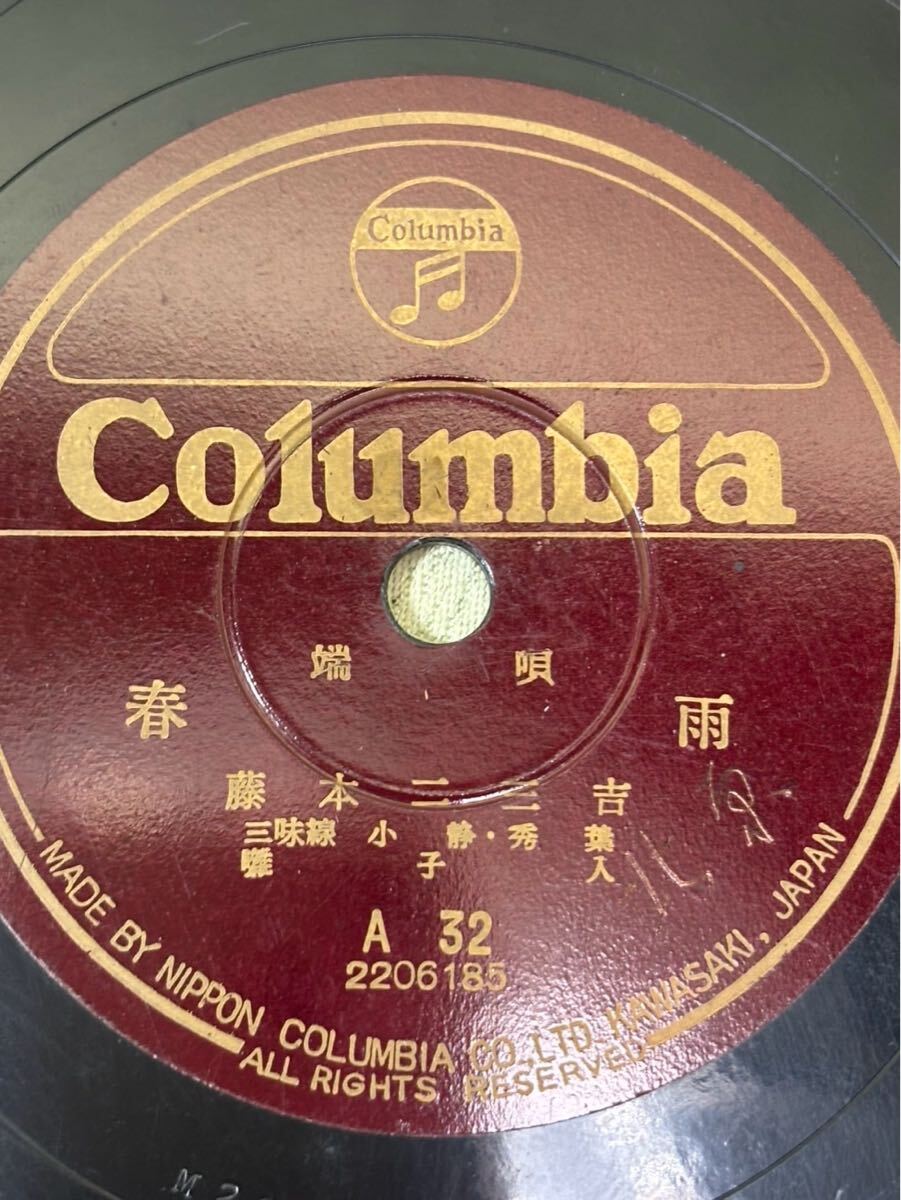 Columbia
Columbia
端唄
春雨
藤本二三吉
三味線 小静・秀葉
囃子入
A 32
2206185
MADE BY NIPPON COLUMBIA CO., LTD. KAWASAKI, JAPAN
ALL RIGHTS RESERVED